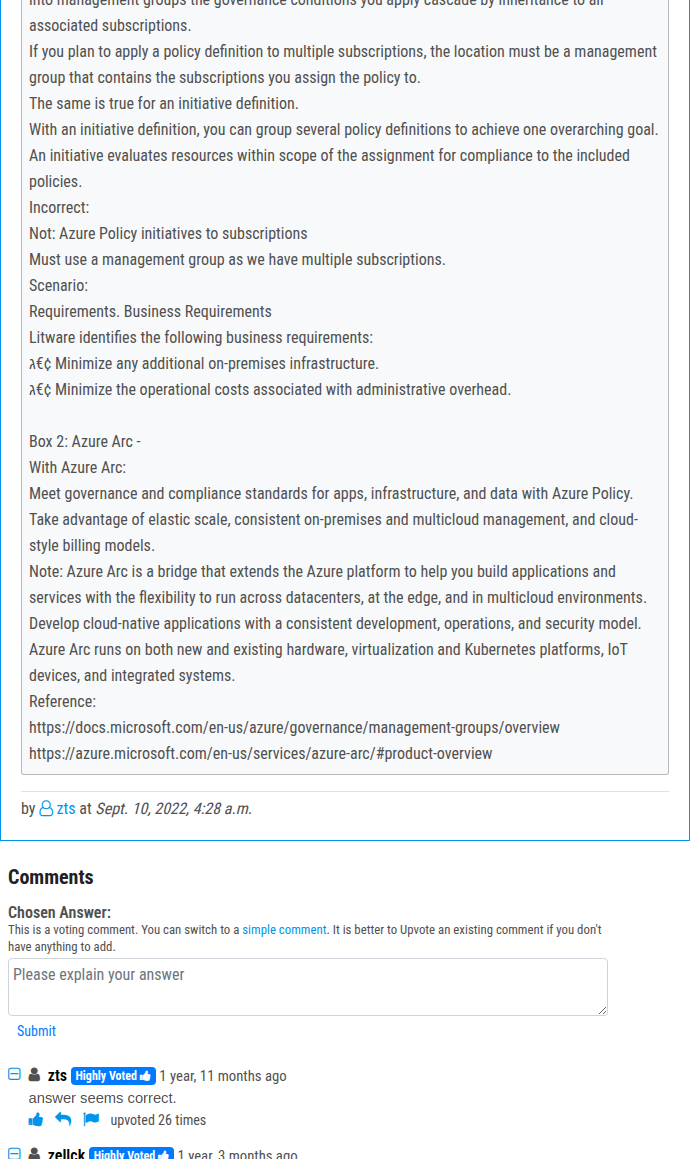 into management groups the governance conditions you apply cascade by inheritance to all
associated subscriptions.
If you plan to apply a policy definition to multiple subscriptions, the location must be a management
group that contains the subscriptions you assign the policy to.
The same is true for an initiative definition.
With an initiative definition, you can group several policy definitions to achieve one overarching goal.
An initiative evaluates resources within scope of the assignment for compliance to the included
policies.
Incorrect:
Not: Azure Policy initiatives to subscriptions
Must use a management group as we have multiple subscriptions.
Scenario:
Requirements. Business Requirements
Litware identifies the following business requirements:
ג€¢ Minimize any additional on-premises infrastructure.
ג€¢ Minimize the operational costs associated with administrative overhead.
Box 2: Azure Arc -
With Azure Arc:
Meet governance and compliance standards for apps, infrastructure, and data with Azure Policy.
Take advantage of elastic scale, consistent on-premises and multicloud management, and cloud-
style billing models.
Note: Azure Arc is a bridge that extends the Azure platform to help you build applications and
services with the flexibility to run across datacenters, at the edge, and in multicloud environments.
Develop cloud-native applications with a consistent development, operations, and security model.
Azure Arc runs on both new and existing hardware, virtualization and Kubernetes platforms, IoT
devices, and integrated systems.
Reference:
https://docs.microsoft.com/en-us/azure/governance/management-groups/overview
https://azure.microsoft.com/en-us/services/azure-arc/#product-overview
by zts at Sept. 10, 2022, 4:28 a.m.
Comments
Chosen Answer:
This is a voting comment. You can switch to a simple comment. It is better to Upvote an existing comment if you don't
have anything to add.
Please explain your answer
Submit
zts Highly Voted 1 year, 11 months ago
answer seems correct.
upvoted 26 times
zellck Highly Voted 1 year, 3 months ago